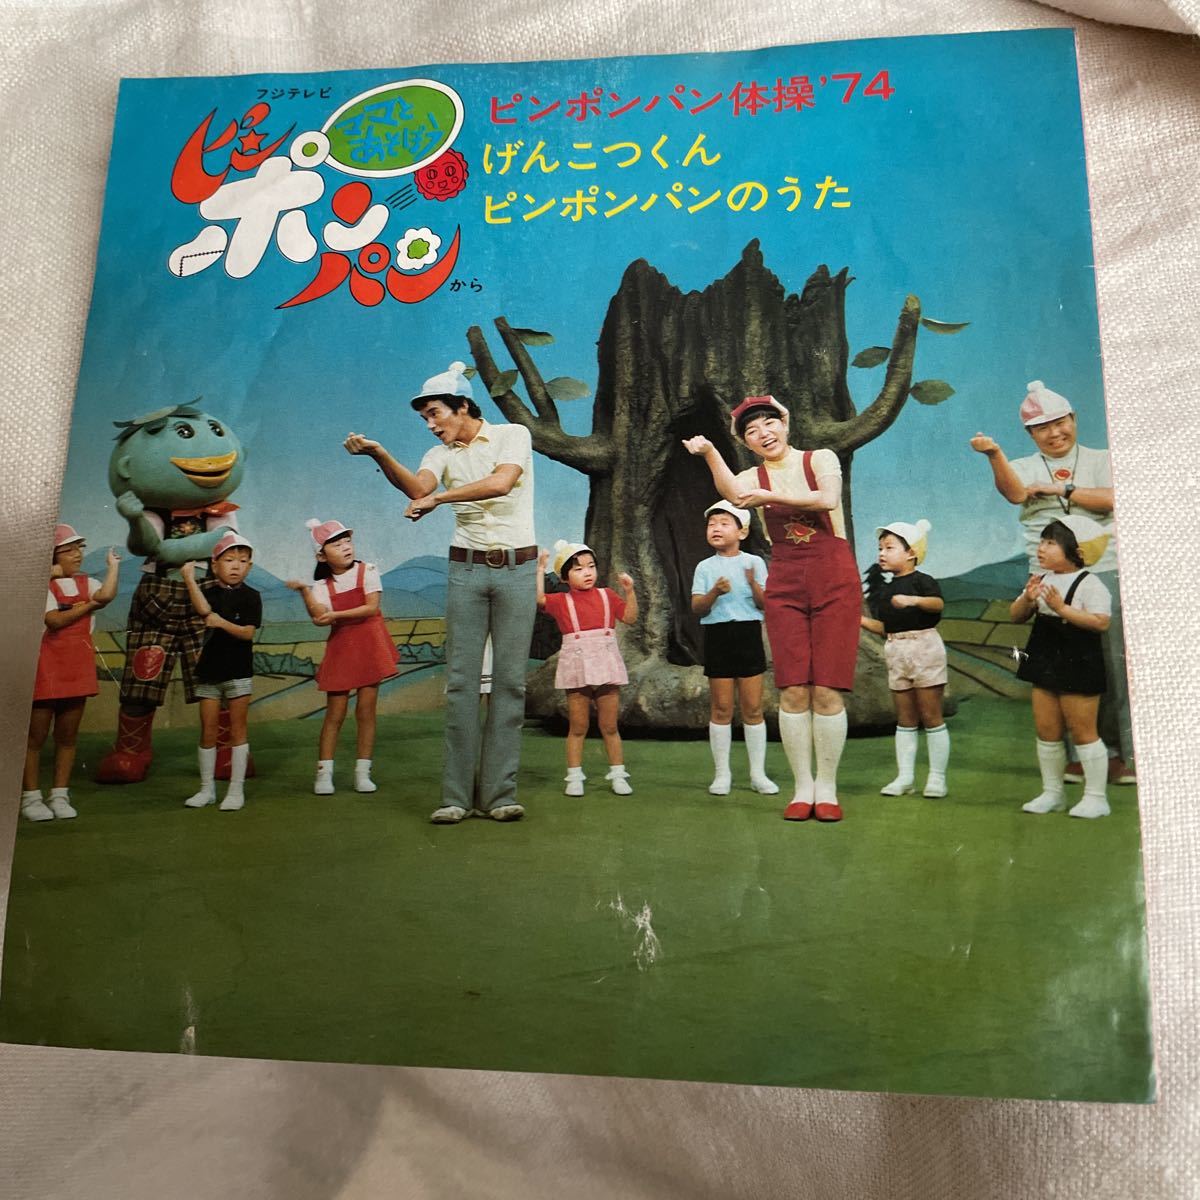 フジテレビ
ママと
あそぼう!
ピン
ポン
パン
から
ピンポンパン体操'74
げんこつくん
ピンポンパンのうた